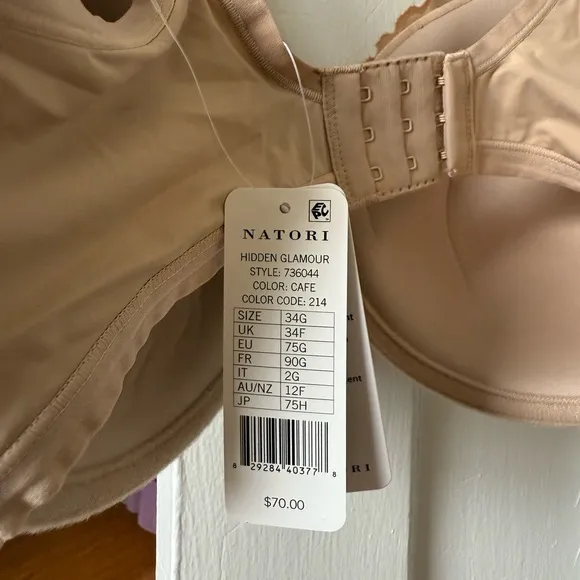 NATORI
HIDDEN GLAMOUR
STYLE: 736044
COLOR: CAFE
COLOR CODE: 214
SIZE 34G
UK 34F
EU 75G
FR 90G
IT 2G
AU/NZ 12F
JP 75H
8 29284 40377 8
$70.00
ORI